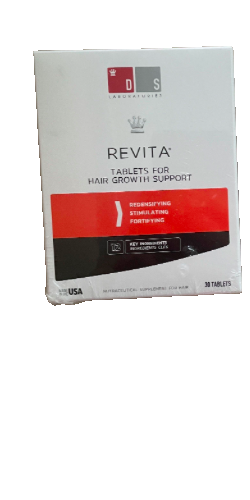 DS
LABORATORIES
REVITA®
TABLETS FOR
HAIR GROWTH SUPPORT
REDENSIFYING
STIMULATING
FORTIFYING
KEY INGREDIENTS
USA
30 TABLETS